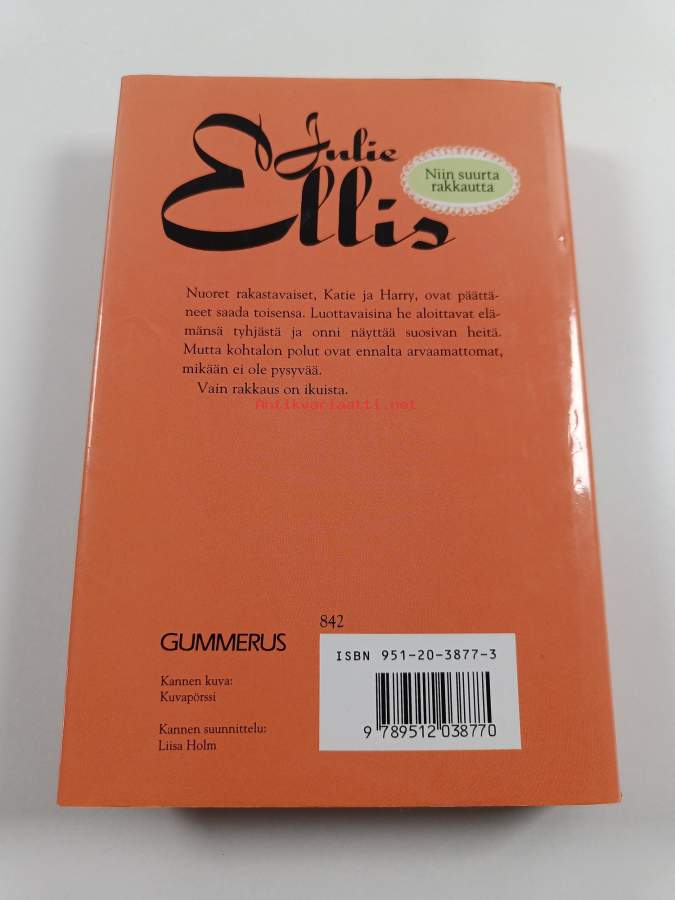 Julie
Ellis
Niin suurta
rakkautta
Nuoret rakastavaiset, Katie ja Harry, ovat päättä-
neet saada toisensa. Luottavaisina he aloittavat elä-
mänsä tyhjästä ja onni näyttää suosivan heitä.
Mutta kohtalon polut ovat ennalta arvaamattomat,
mikään ei ole pysyvää.
Vain rakkaus on ikuista.
Antikvariaatti.net
842
GUMMERUS
ISBN 951-20-3877-3
Kannen kuva:
Kuvapörssi
Kannen suunnittelu:
Liisa Holm
9 789512 038770